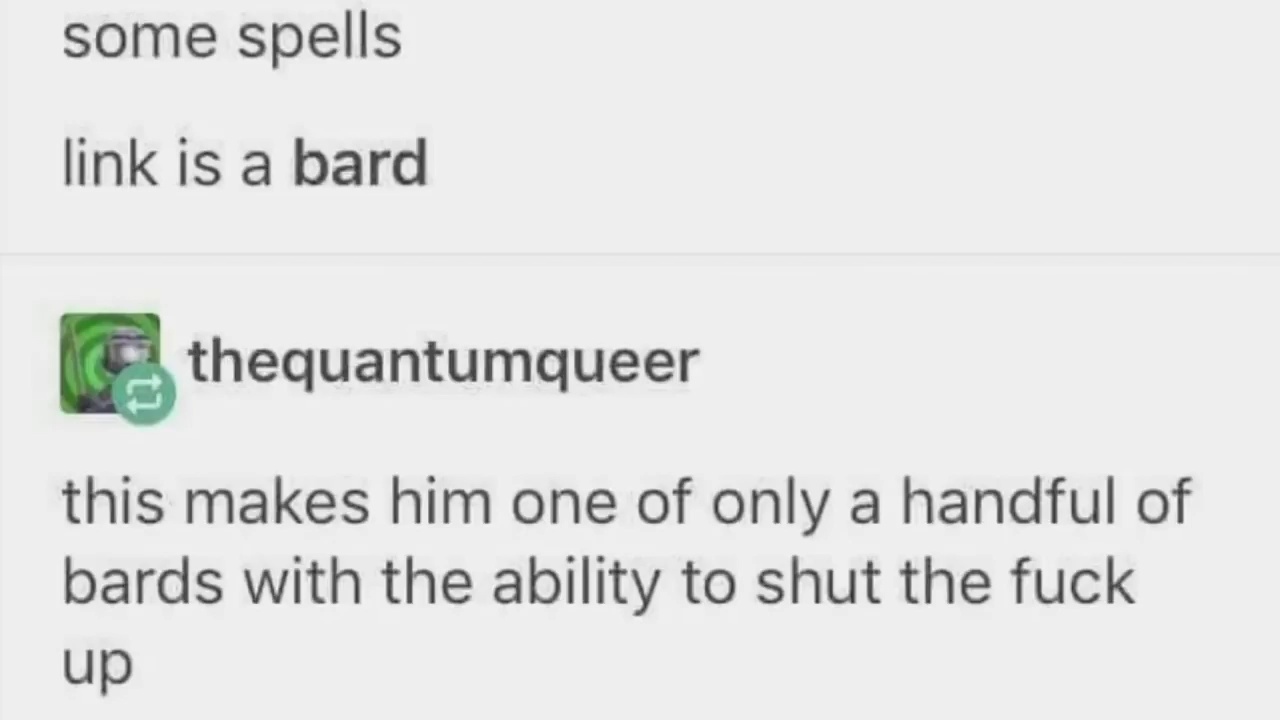 some spells
link is a bard
thequantumqueer
this makes him one of only a handful of
bards with the ability to shut the fuck
up